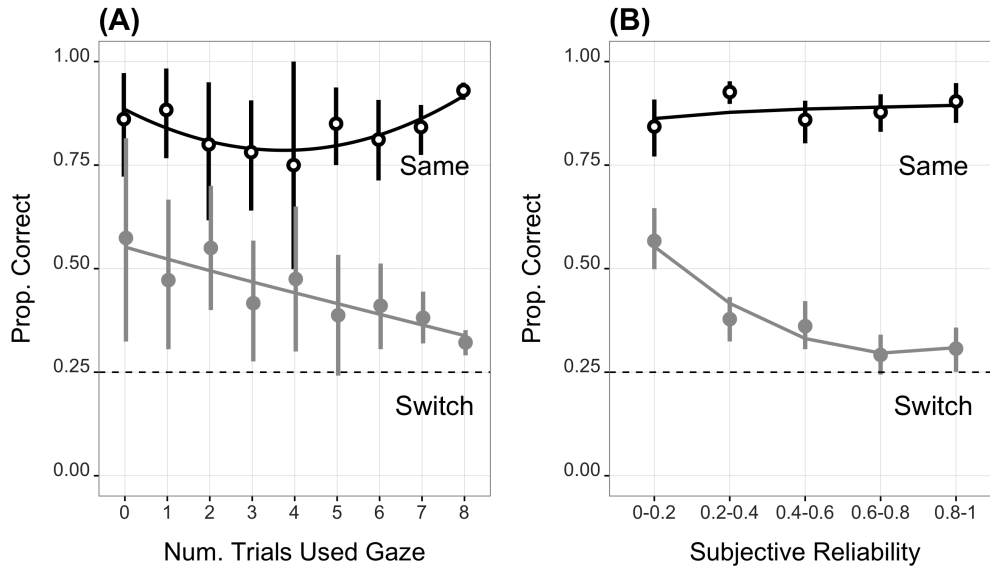 (A)
Prop. Correct
1.00
0.75
0.50
0.25
0.00
Same
Switch
0 1 2 3 4 5 6 7 8
Num. Trials Used Gaze
(B)
Prop. Correct
1.00
0.75
0.50
0.25
0.00
Same
Switch
0-0.2 0.2-0.4 0.4-0.6 0.6-0.8 0.8-1
Subjective Reliability